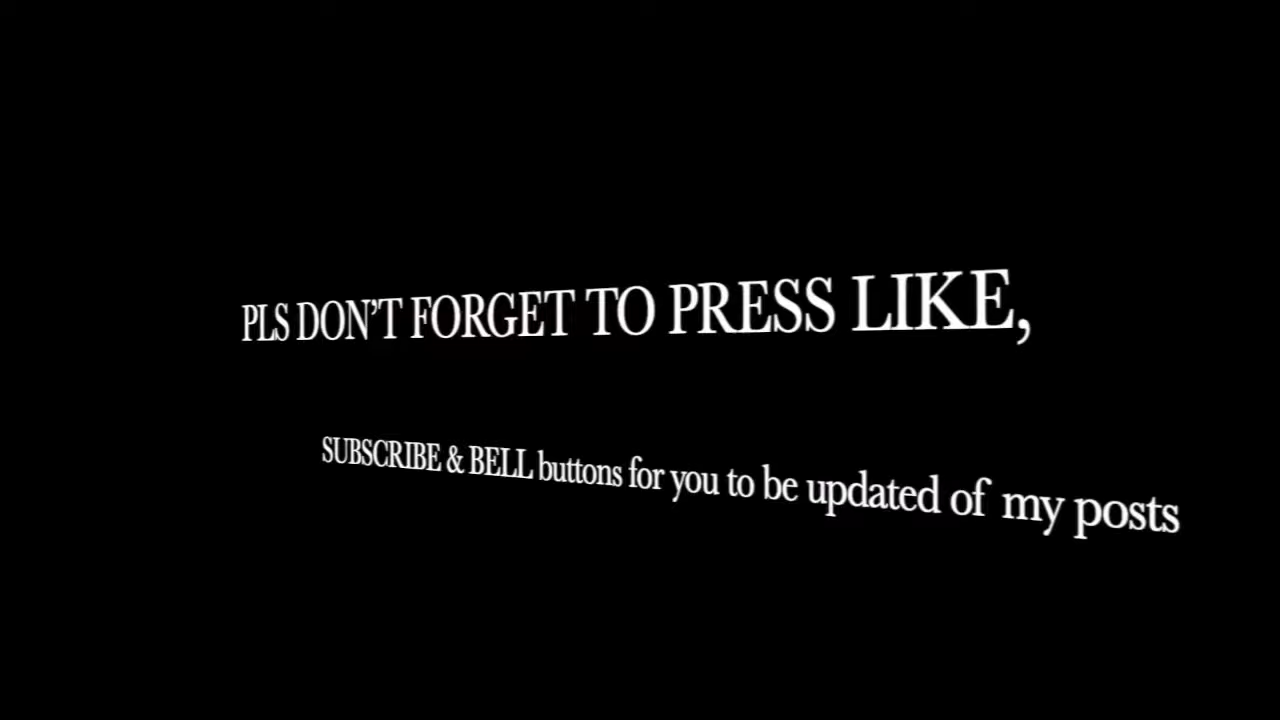 PLS DON’T FORGET TO PRESS LIKE,
SUBSCRIBE & BELL buttons for you to be updated of my posts